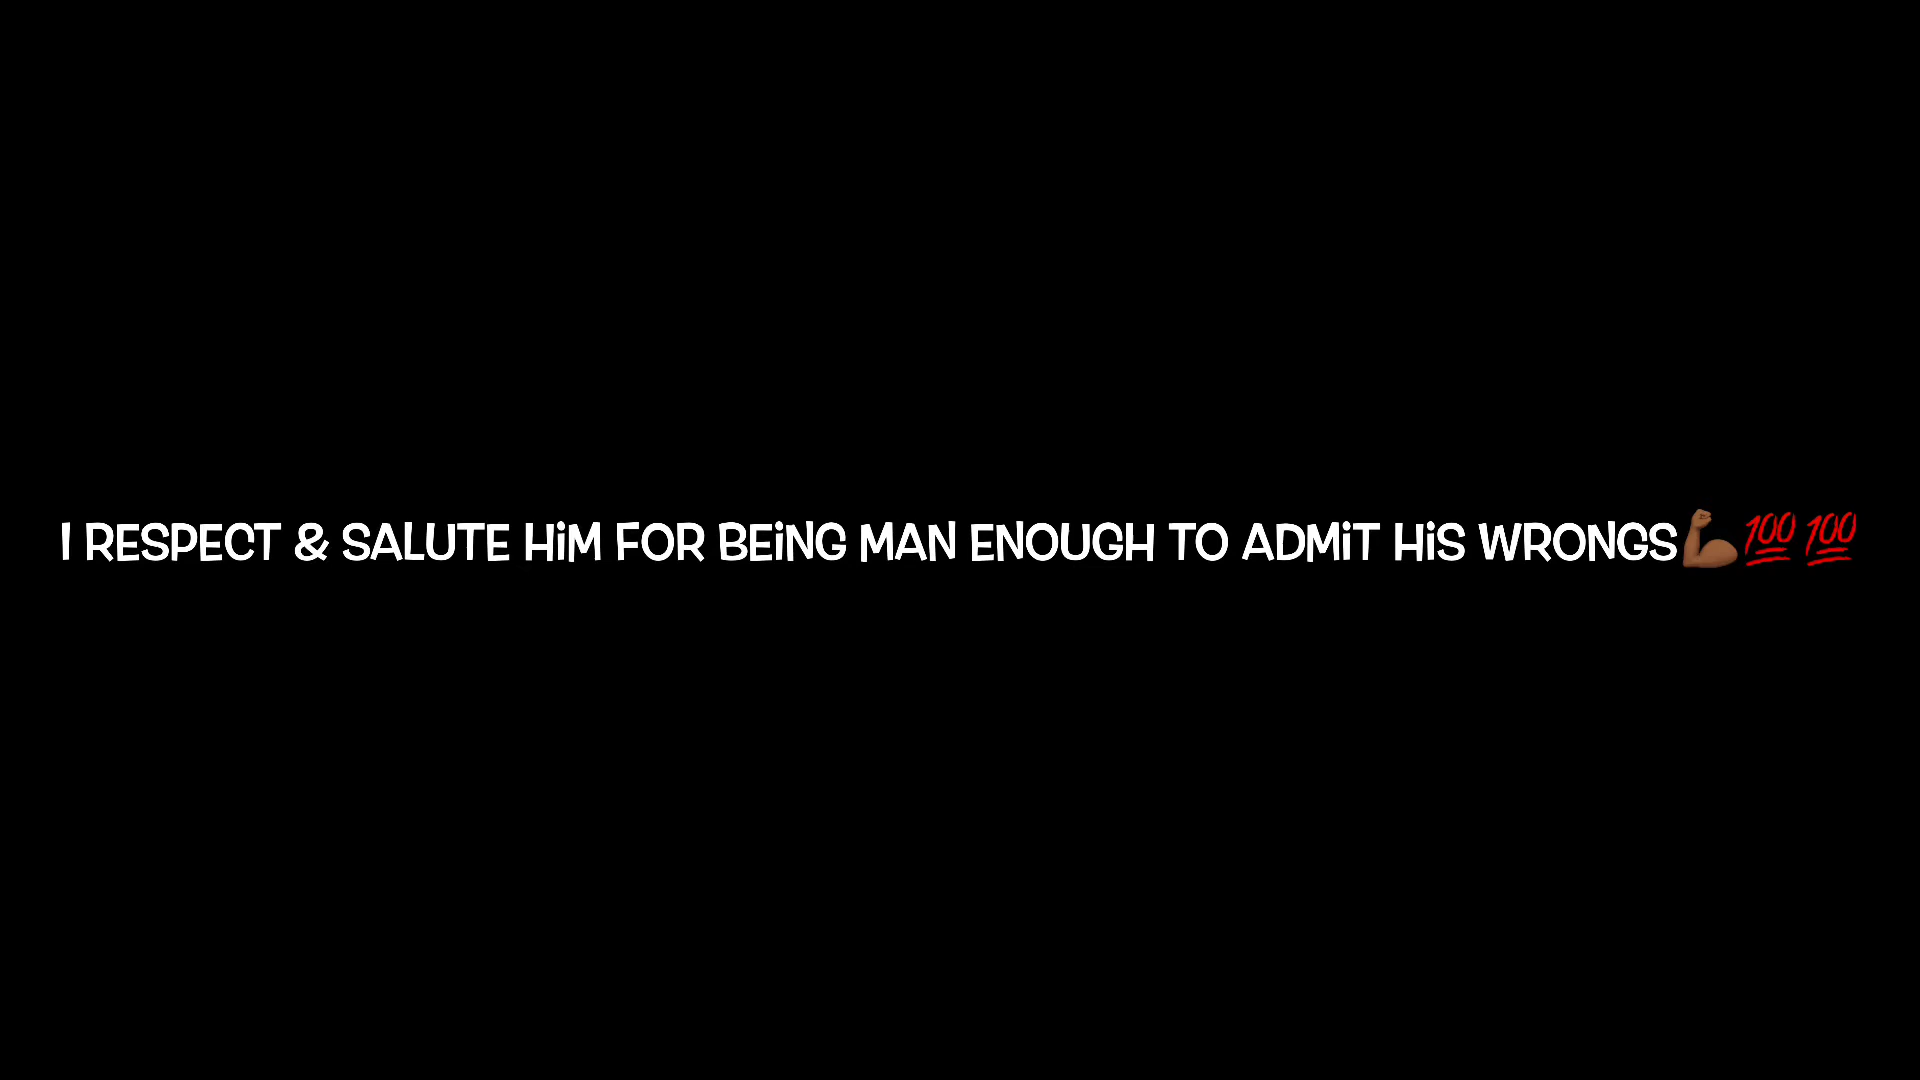 I RESPECT & SALUTE HiM FOR BEiNG MAN ENOUGH TO ADMiT HiS WRONGS💪🏾💯💯